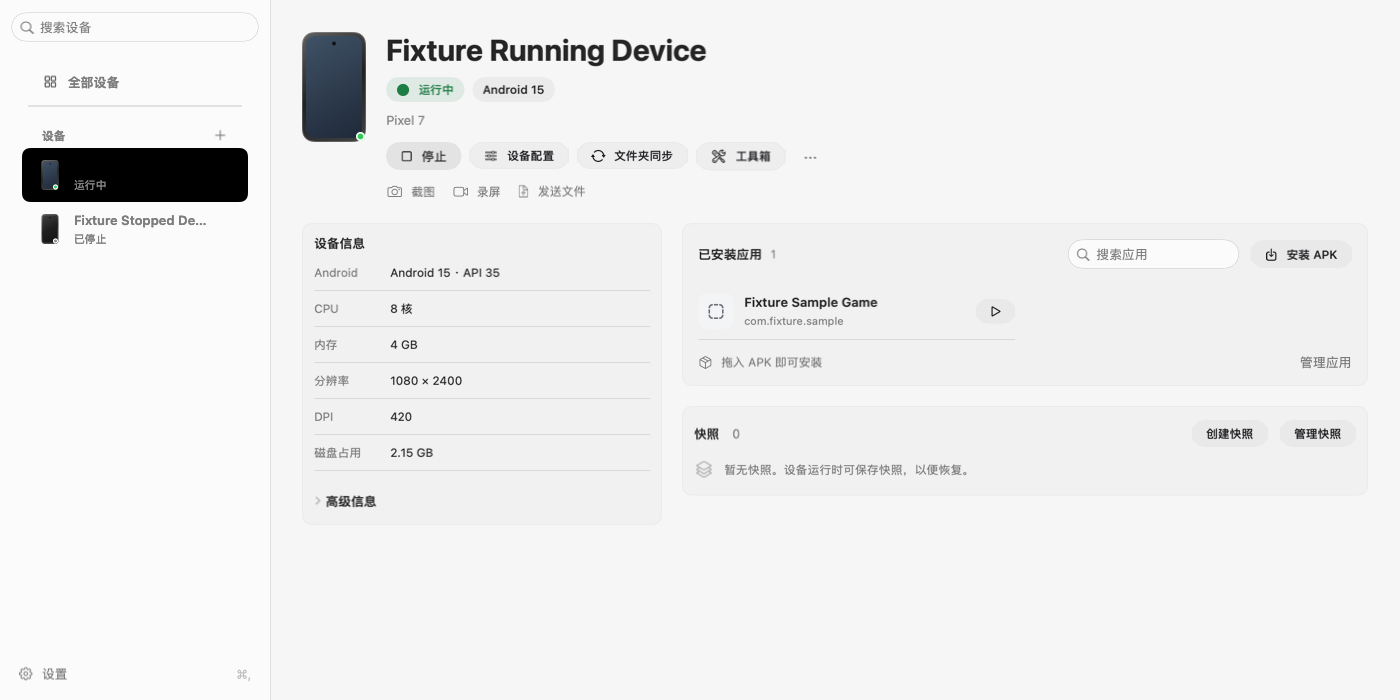 搜索设备
全部设备
设备
运行中
Fixture Stopped De...
已停止
设置
⌘,
Fixture Running Device
运行中
Android 15
Pixel 7
停止
设备配置
文件夹同步
工具箱
...
截图
录屏
发送文件
设备信息
Android
Android 15 · API 35
CPU
8 核
内存
4 GB
分辨率
1080 × 2400
DPI
420
磁盘占用
2.15 GB
高级信息
已安装应用 1
搜索应用
安装 APK
Fixture Sample Game
com.fixture.sample
拖入 APK 即可安装
管理应用
快照 0
创建快照
管理快照
暂无快照。设备运行时可保存快照，以便恢复。